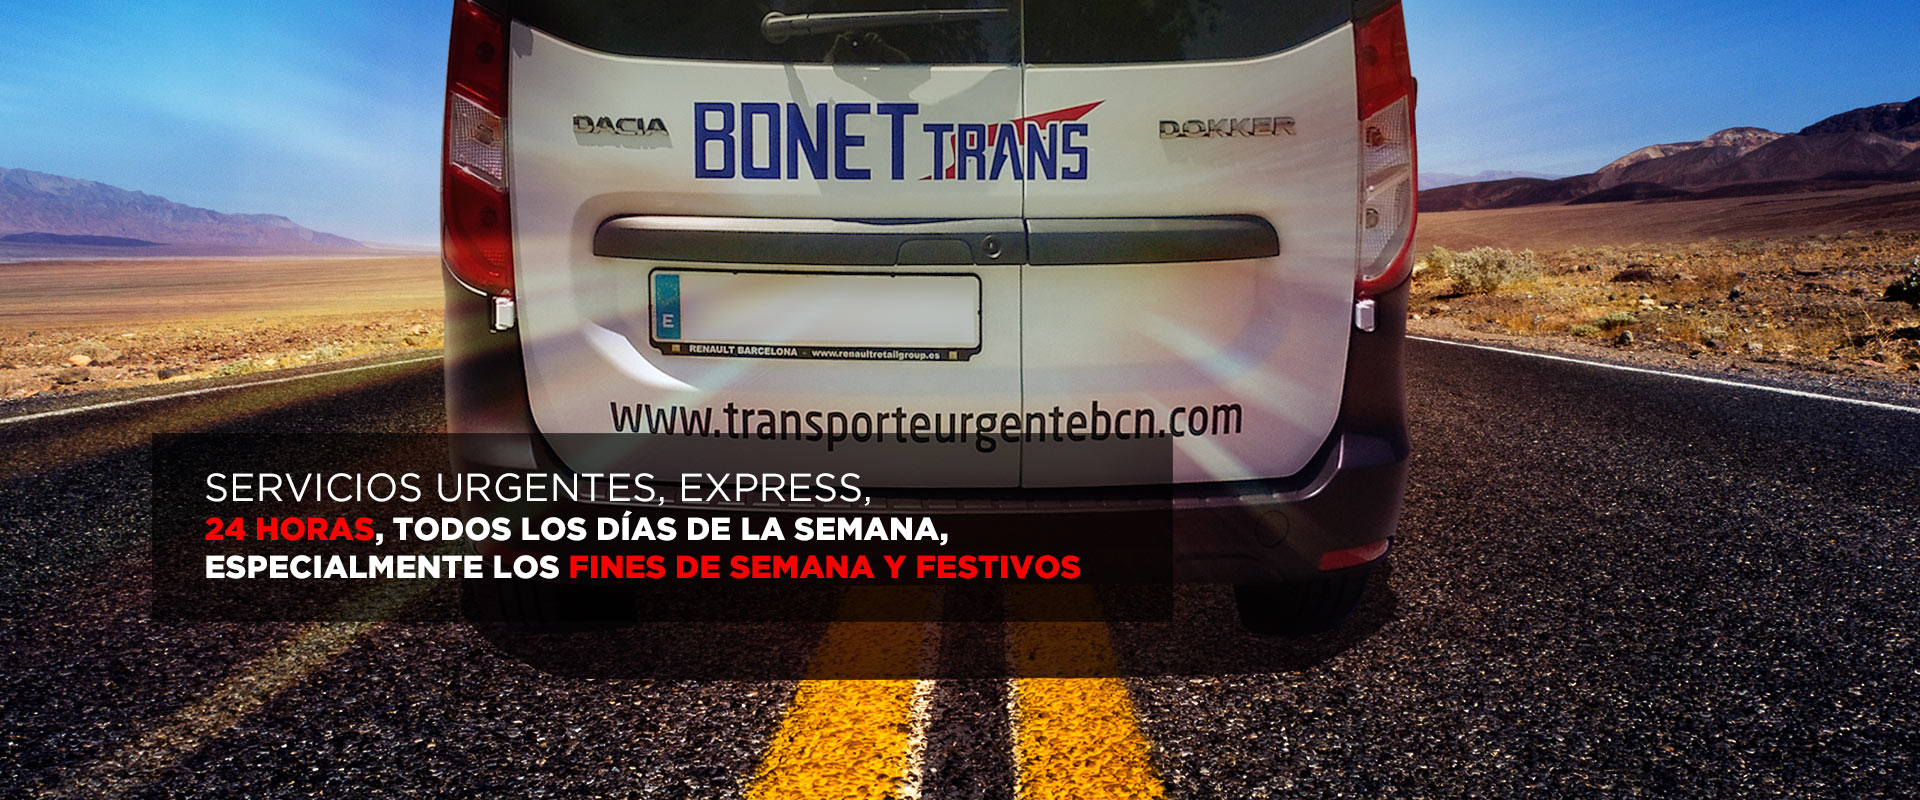 DACIA
BONET TRANS
DOKKER
E
RENAULT BARCELONA - www.renaultretailgroup.es
www.transporteurgentebcn.com
SERVICIOS URGENTES, EXPRESS,
24 HORAS, TODOS LOS DÍAS DE LA SEMANA,
ESPECIALMENTE LOS FINES DE SEMANA Y FESTIVOS